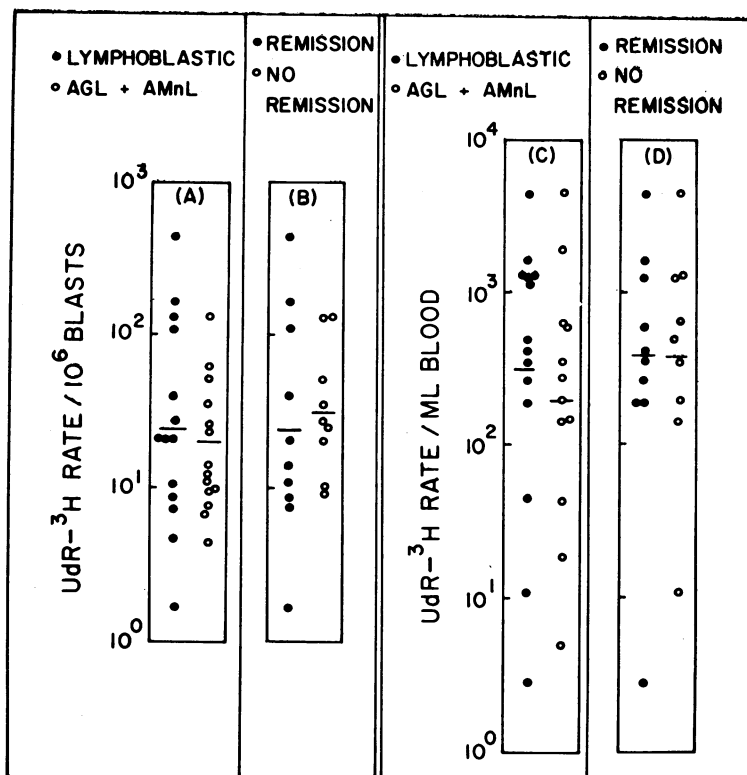 • LYMPHOBLASTIC
○ AGL + AMnL
• REMISSION
○ NO
REMISSION
• LYMPHOBLASTIC
○ AGL + AMnL
• REMISSION
○ NO
REMISSION
UdR-³H RATE/10⁶ BLASTS
10³
10²
10¹
10⁰
(A)
(B)
UdR-³H RATE/ML BLOOD
10⁴
10³
10²
10¹
10⁰
(C)
(D)